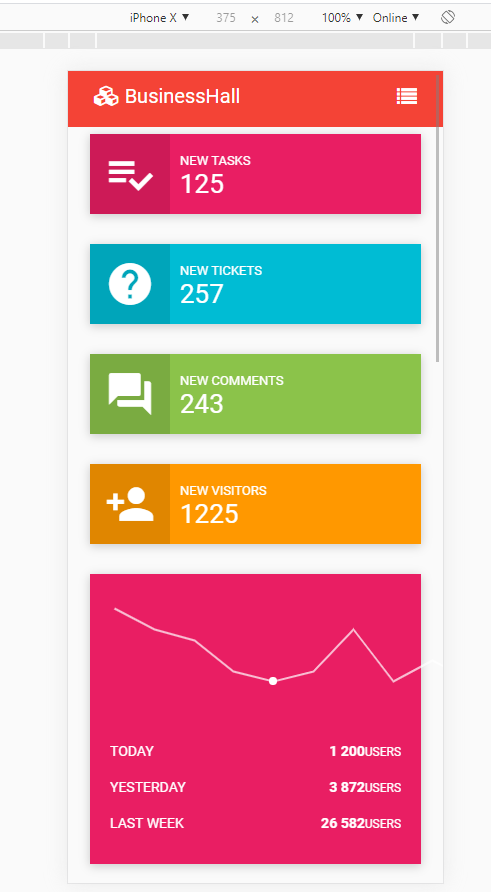 iPhone X ▼ 375 × 812 100% ▼ Online ▼
BusinessHall
NEW TASKS
125
NEW TICKETS
257
NEW COMMENTS
243
NEW VISITORS
1225
TODAY 1 200USERS
YESTERDAY 3 872USERS
LAST WEEK 26 582USERS